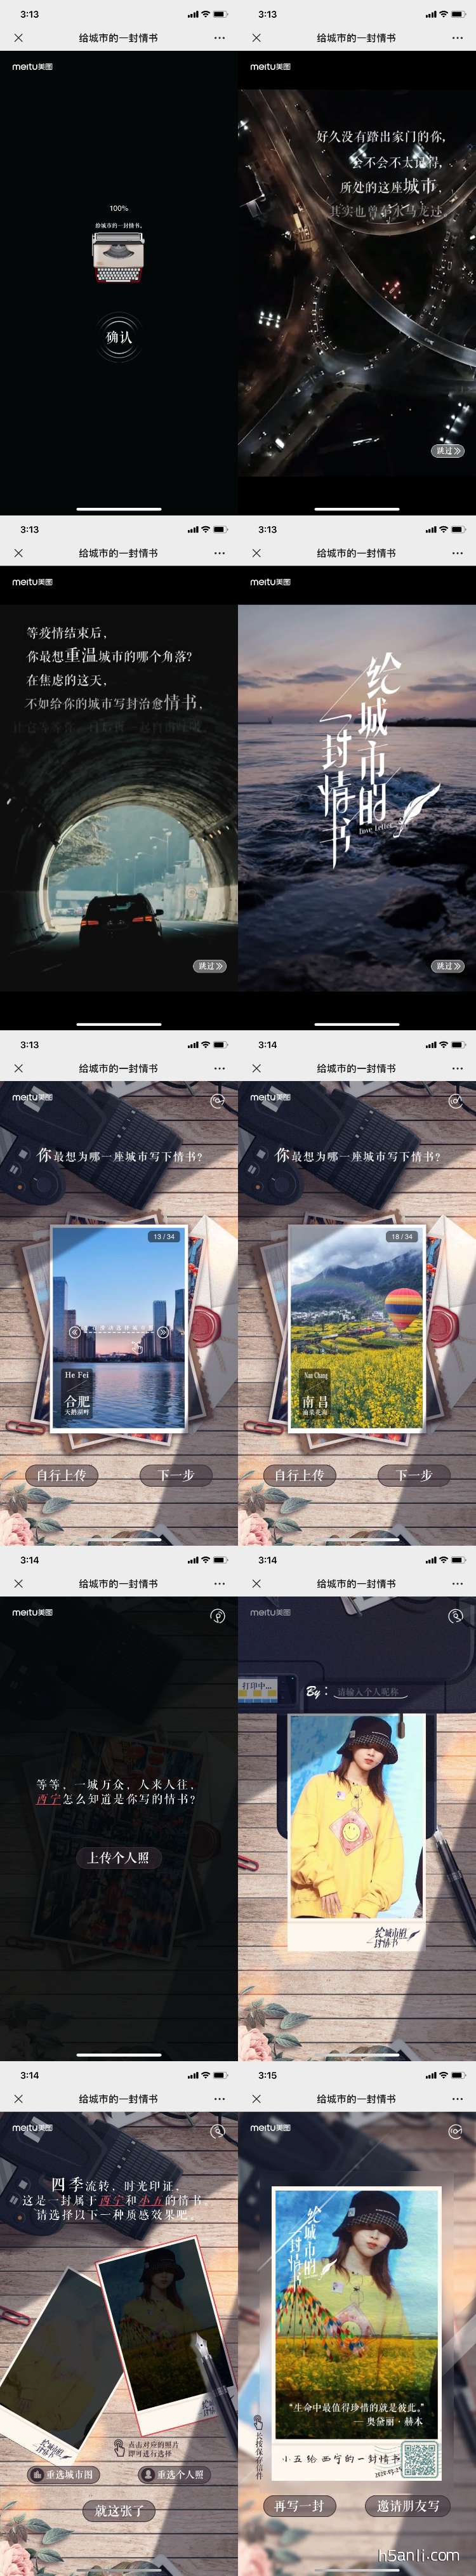 3:13
给城市的一封情书
meitu美图
100%
给城市的一封情书。
确认
3:13
给城市的一封情书
meitu美图
好久没有踏出家门的你,
会不会不太记得,
所处的这座城市,
其实也曾车水马龙过
跳过
3:13
给城市的一封情书
meitu美图
等疫情结束后,
你最想重温城市的哪个角落?
在焦虑的这天,
不如给你的城市写封治愈情书,
跳过
3:13
给城市的一封情书
meitu美图
给城市的
一封情书
Love Letter
跳过
3:13
给城市的一封情书
meitu美图
你最想为哪一座城市写下情书?
13 / 34
He Fei
合肥
天鹅湖畔
自行上传
下一步
3:14
给城市的一封情书
meitu美图
你最想为哪一座城市写下情书?
18 / 34
Nan Chang
南昌
油菜花海
自行上传
下一步
3:14
给城市的一封情书
meitu美图
等等,一城万众,人来人往,
西宁怎么知道是你写的情书?
上传个人照
3:14
给城市的一封情书
meitu美图
打印中...
By:
请输入个人昵称
给城市的
一封情书
3:14
给城市的一封情书
meitu美图
四季流转,时光印证,
这是一封属于西宁和小五的情书,
请选择以下一种质感效果吧。
给城市的
一封情书
点击对应的照片
即可进行选择
重选城市图
重选个人照
就这张了
3:15
给城市的一封情书
meitu美图
给城市的
一封情书
“生命中最值得珍惜的就是彼此。”
— 奥黛丽·赫本
长按保存信件
小五给西宁的一封情书
再写一封
邀请朋友写
h5anli.com